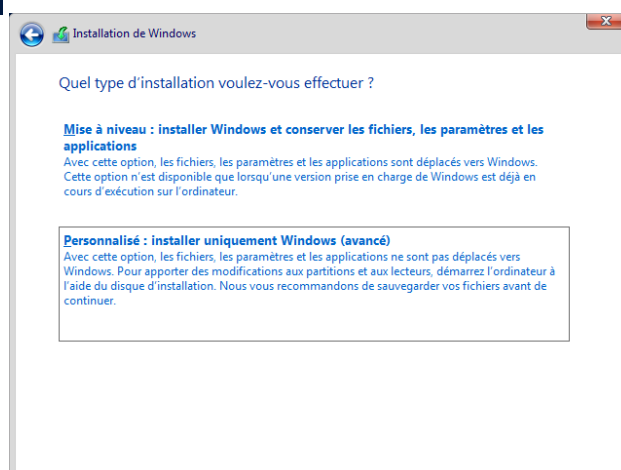 Installation de Windows
Quel type d'installation voulez-vous effectuer ?
Mise à niveau : installer Windows et conserver les fichiers, les paramètres et les
applications
Avec cette option, les fichiers, les paramètres et les applications sont déplacés vers Windows.
Cette option n'est disponible que lorsqu'une version prise en charge de Windows est déjà en
cours d'exécution sur l'ordinateur.
Personnalisé : installer uniquement Windows (avancé)
Avec cette option, les fichiers, les paramètres et les applications ne sont pas déplacés vers
Windows. Pour apporter des modifications aux partitions et aux lecteurs, démarrez l'ordinateur à
l'aide du disque d'installation. Nous vous recommandons de sauvegarder vos fichiers avant de
continuer.